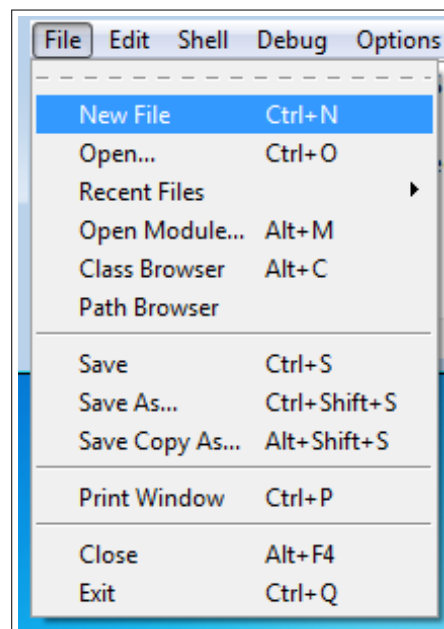 File Edit Shell Debug Options
New File Ctrl+N
Open... Ctrl+O
Recent Files
Open Module... Alt+M
Class Browser Alt+C
Path Browser
Save Ctrl+S
Save As... Ctrl+Shift+S
Save Copy As... Alt+Shift+S
Print Window Ctrl+P
Close Alt+F4
Exit Ctrl+Q